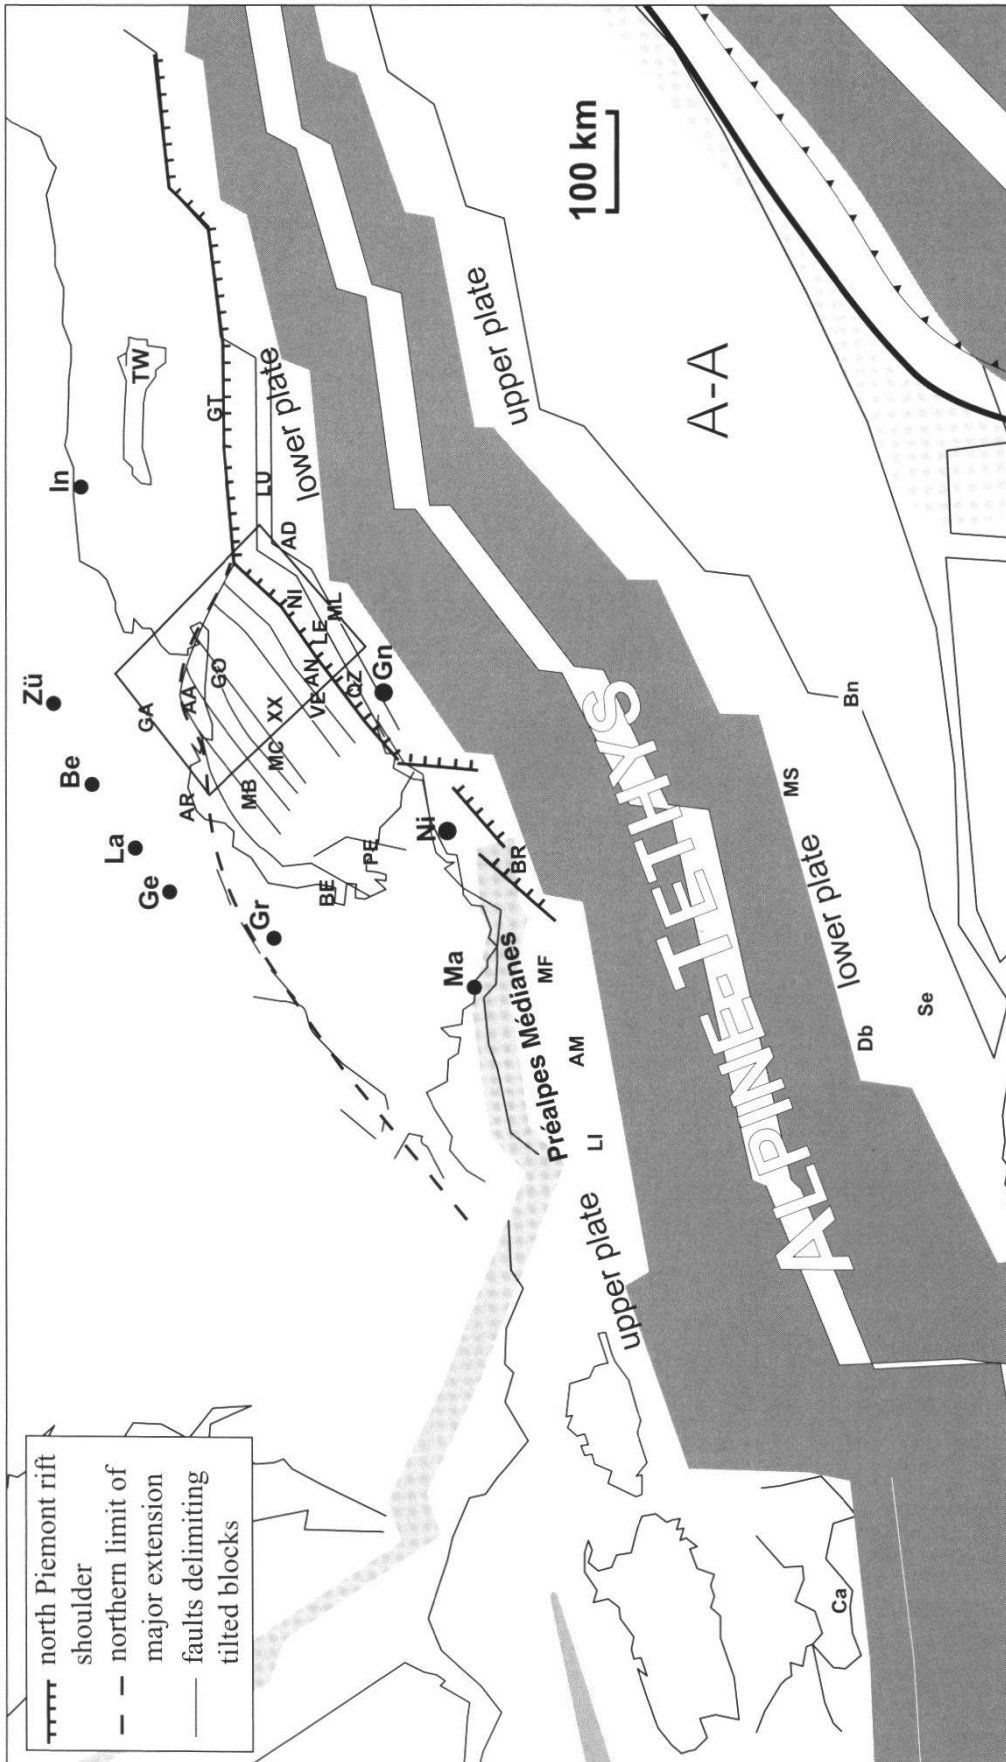 north Piemont rift
shoulder
northern limit of
major extension
faults delimiting
tilted blocks
Zü
In
Be
La
Ge
Gr
Ma
Ni
Gn
TW
GT
GA
AA
GO
AR
MB
MC
XX
VE
AN
LE
NI
ML
OZ
LU
AD
BE
PE
BR
MF
AM
LI
Préalpes Médianes
lower plate
upper plate
upper plate
lower plate
ALPINE-TETHYS
A-A
100 km
MS
Bn
Db
Se
Ca